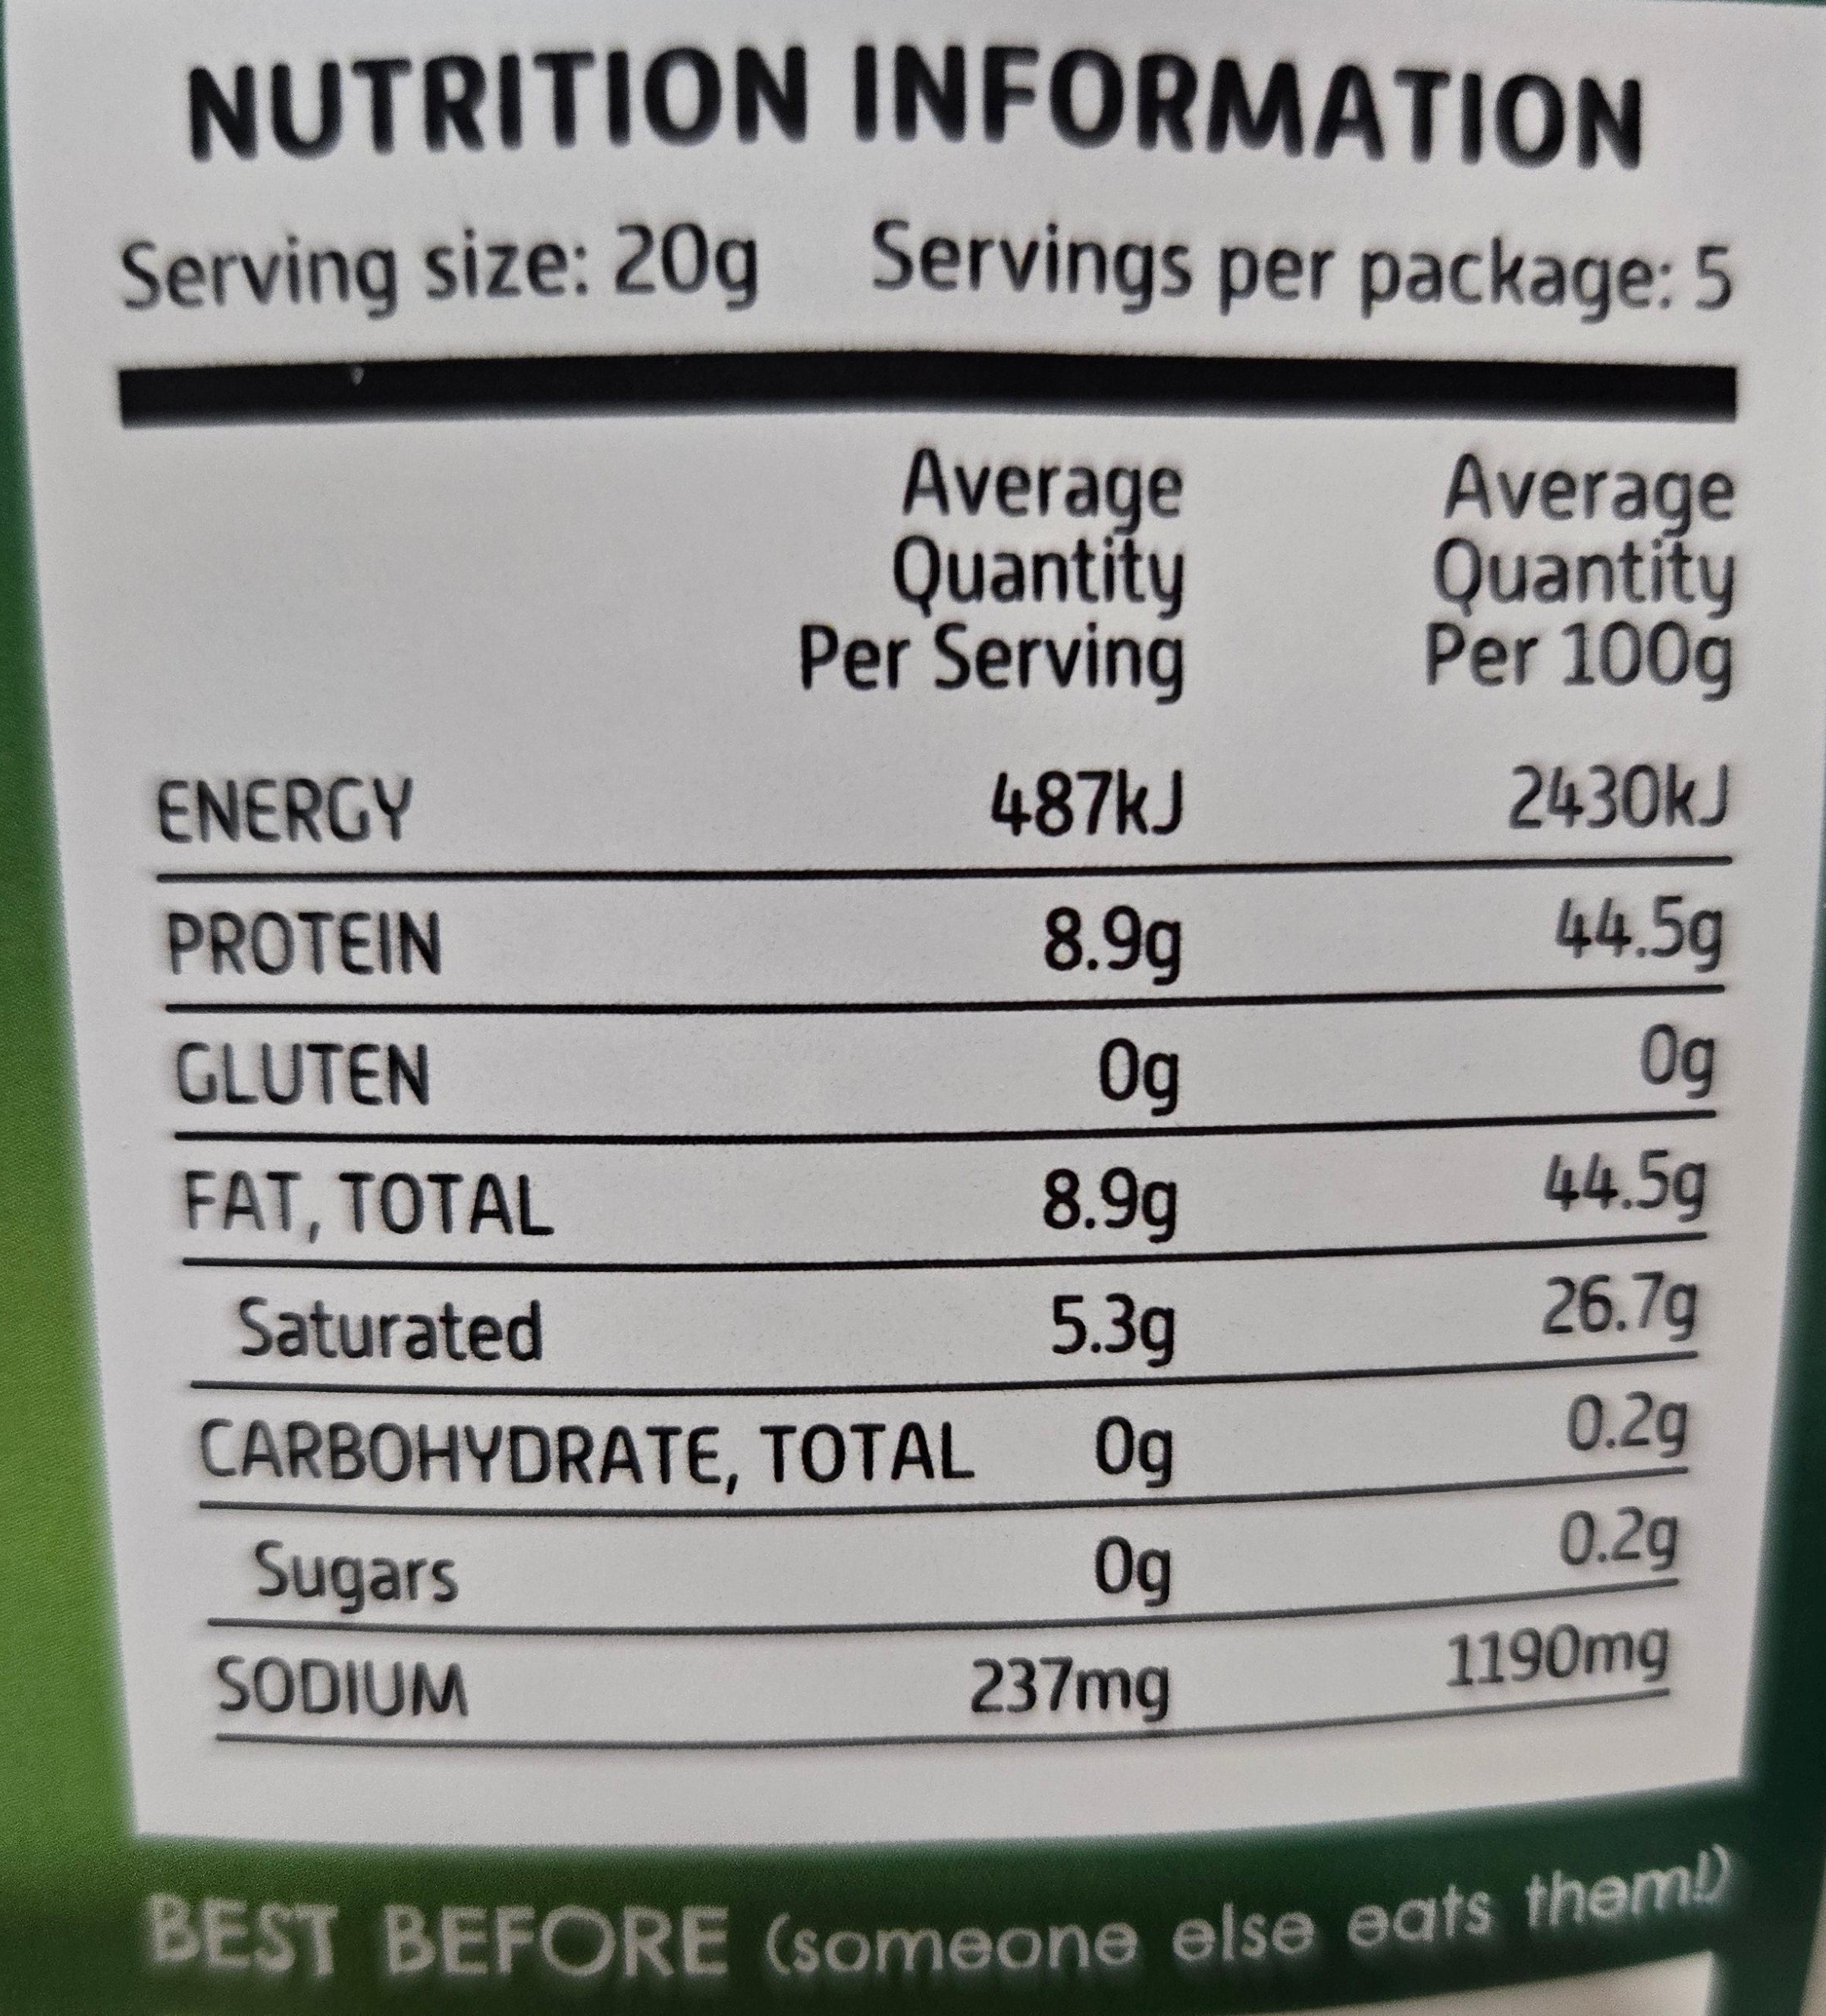 NUTRITION INFORMATION
Serving size: 20g Servings per package: 5
Average Quantity Per Serving Average Quantity Per 100g
ENERGY 487kJ 2430kJ
PROTEIN 8.9g 44.5g
GLUTEN 0g 0g
FAT, TOTAL 8.9g 44.5g
Saturated 5.3g 26.7g
CARBOHYDRATE, TOTAL 0g 0.2g
Sugars 0g 0.2g
SODIUM 237mg 1190mg
BEST BEFORE (someone else eats them!)